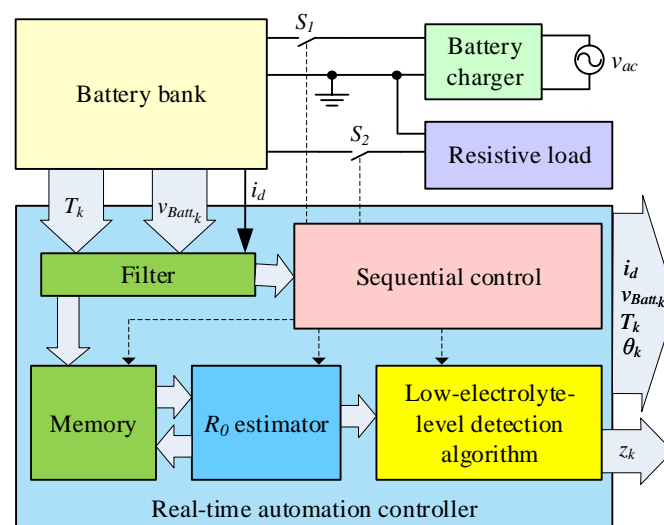 S1
Battery bank
Battery
charger
vac
S2
Resistive load
Tk
vBatt.k
id
Filter
Sequential control
id
vBatt.k
Tk
θk
Memory
R0 estimator
Low-electrolyte-
level detection
algorithm
zk
Real-time automation controller